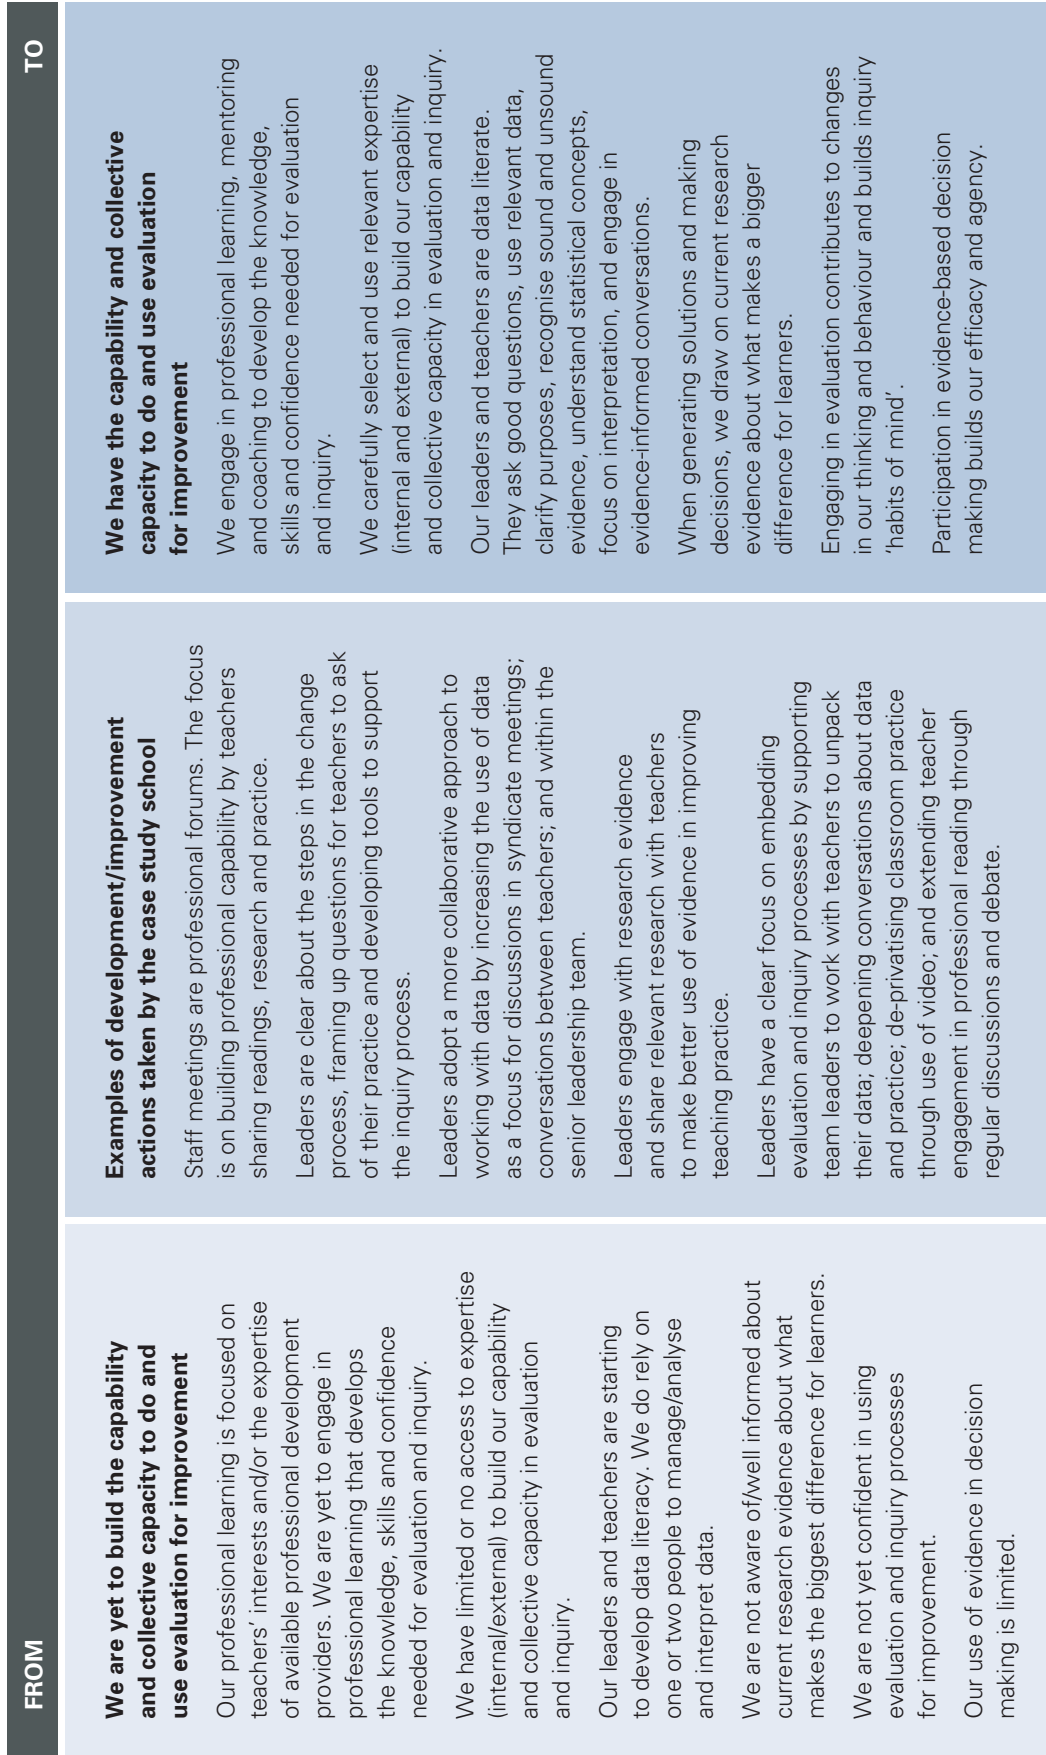 FROM
TO
We are yet to build the capability
and collective capacity to do and
use evaluation for improvement
Our professional learning is focused on
teachers’ interests and/or the expertise
of available professional development
providers. We are yet to engage in
professional learning that develops
the knowledge, skills and confidence
needed for evaluation and inquiry.
We have limited or no access to expertise
(internal/external) to build our capability
and collective capacity in evaluation
and inquiry.
Our leaders and teachers are starting
to develop data literacy. We do rely on
one or two people to manage/analyse
and interpret data.
We are not aware of/well informed about
current research evidence about what
makes the biggest difference for learners.
We are not yet confident in using
evaluation and inquiry processes
for improvement.
Our use of evidence in decision
making is limited.
Examples of development/improvement
actions taken by the case study school
Staff meetings are professional forums. The focus
is on building professional capability by teachers
sharing readings, research and practice.
Leaders are clear about the steps in the change
process, framing up questions for teachers to ask
of their practice and developing tools to support
the inquiry process.
Leaders adopt a more collaborative approach to
working with data by increasing the use of data
as a focus for discussions in syndicate meetings;
conversations between teachers; and within the
senior leadership team.
Leaders engage with research evidence
and share relevant research with teachers
to make better use of evidence in improving
teaching practice.
Leaders have a clear focus on embedding
evaluation and inquiry processes by supporting
team leaders to work with teachers to unpack
their data; deepening conversations about data
and practice; de-privatising classroom practice
through use of video; and extending teacher
engagement in professional reading through
regular discussions and debate.
We have the capability and collective
capacity to do and use evaluation
for improvement
We engage in professional learning, mentoring
and coaching to develop the knowledge,
skills and confidence needed for evaluation
and inquiry.
We carefully select and use relevant expertise
(internal and external) to build our capability
and collective capacity in evaluation and inquiry.
Our leaders and teachers are data literate.
They ask good questions, use relevant data,
clarify purposes, recognise sound and unsound
evidence, understand statistical concepts,
focus on interpretation, and engage in
evidence-informed conversations.
When generating solutions and making
decisions, we draw on current research
evidence about what makes a bigger
difference for learners.
Engaging in evaluation contributes to changes
in our thinking and behaviour and builds inquiry
‘habits of mind’.
Participation in evidence-based decision
making builds our efficacy and agency.